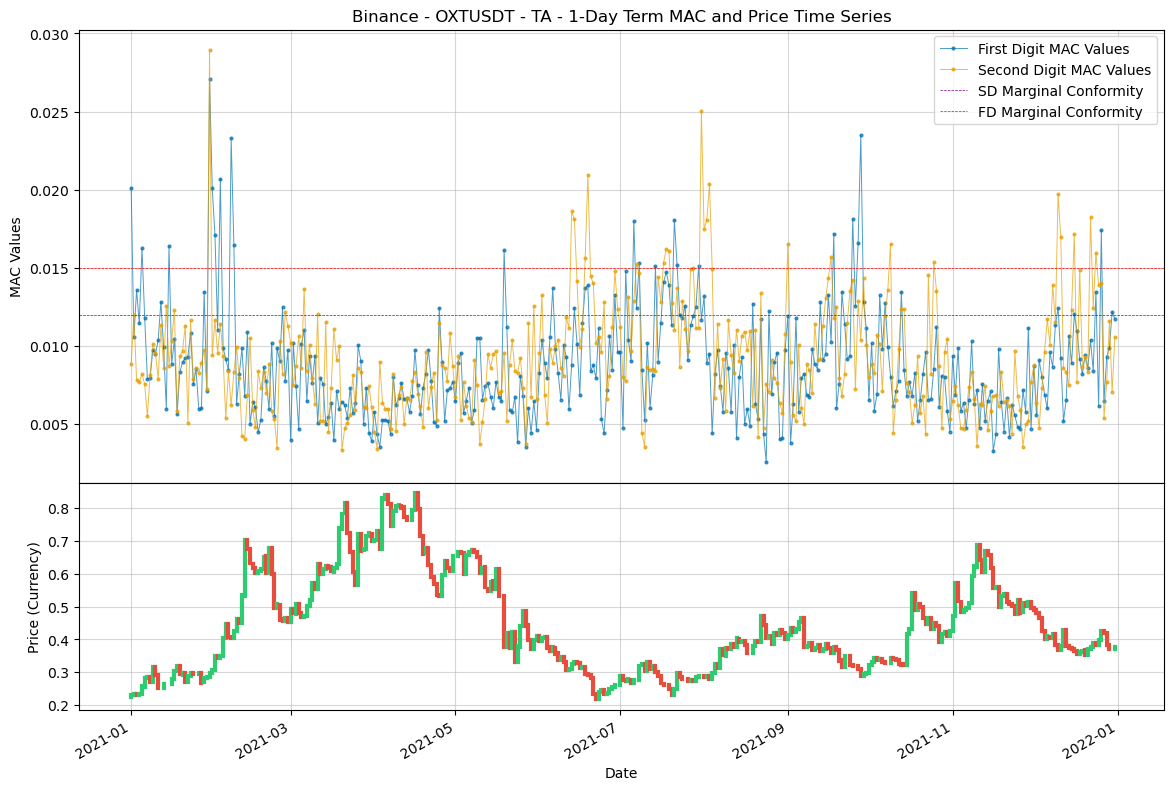 Binance - OXTUSDT - TA - 1-Day Term MAC and Price Time Series
First Digit MAC Values
Second Digit MAC Values
SD Marginal Conformity
FD Marginal Conformity
MAC Values
0.030
0.025
0.020
0.015
0.010
0.005
Price (Currency)
0.8
0.7
0.6
0.5
0.4
0.3
0.2
2021-01
2021-03
2021-05
2021-07
2021-09
2021-11
2022-01
Date